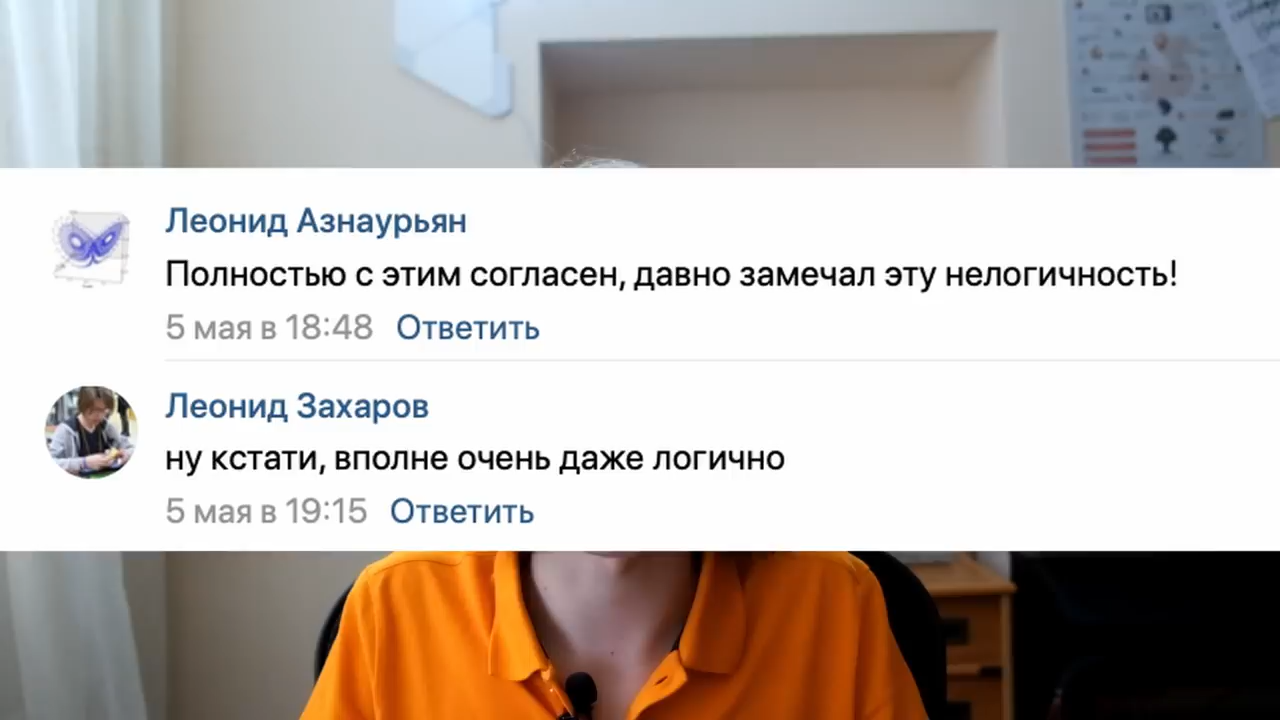 Леонид Азнаурьян
Полностью с этим согласен, давно замечал эту нелогичность!
5 мая в 18:48 Ответить
Леонид Захаров
ну кстати, вполне очень даже логично
5 мая в 19:15 Ответить